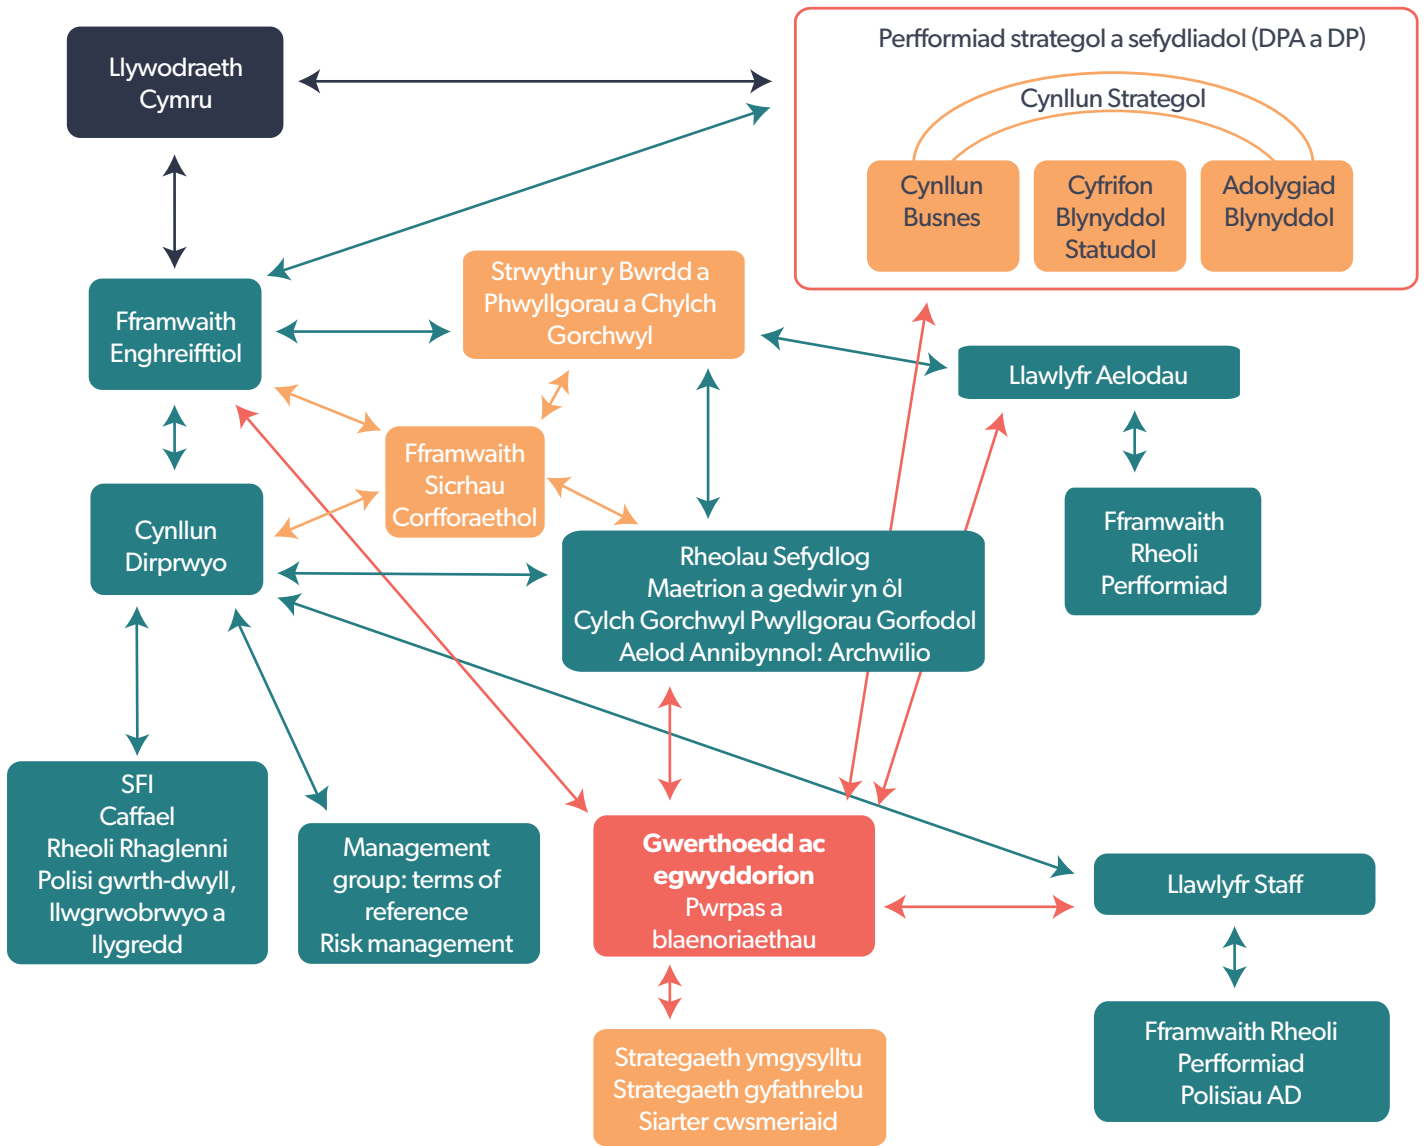 Llywodraeth
Cymru
Perfformiad strategol a sefydliadol (DPA a DP)
Cynllun Strategol
Cynllun
Busnes
Cyfrifon
Blynyddol
Statudol
Adolygiad
Blynyddol
Fframwaith
Enghreifftiol
Strwythur y Bwrdd a
Phwyllgorau a Chylch
Gorchwyl
Llawlyfr Aelodau
Fframwaith
Sicrhau
Corfforaethol
Cynllun
Dirprwyo
Rheolau Sefydlog
Maetrion a gedwir yn ôl
Cylch Gorchwyl Pwyllgorau Gorfodol
Aelod Annibynnol: Archwilio
Fframwaith
Rheoli
Perfformiad
SFI
Caffael
Rheoli Rhaglenni
Polisi gwrth-dwyll,
llwgrwobrwyo a
llygredd
Management
group: terms of
reference
Risk management
Gwerthoedd ac
egwyddorion
Pwrpas a
blaenoriaethau
Llawlyfr Staff
Strategaeth ymgysylltu
Strategaeth gyfathrebu
Siarter cwsmeriaid
Fframwaith Rheoli
Perfformiad
Polisïau AD